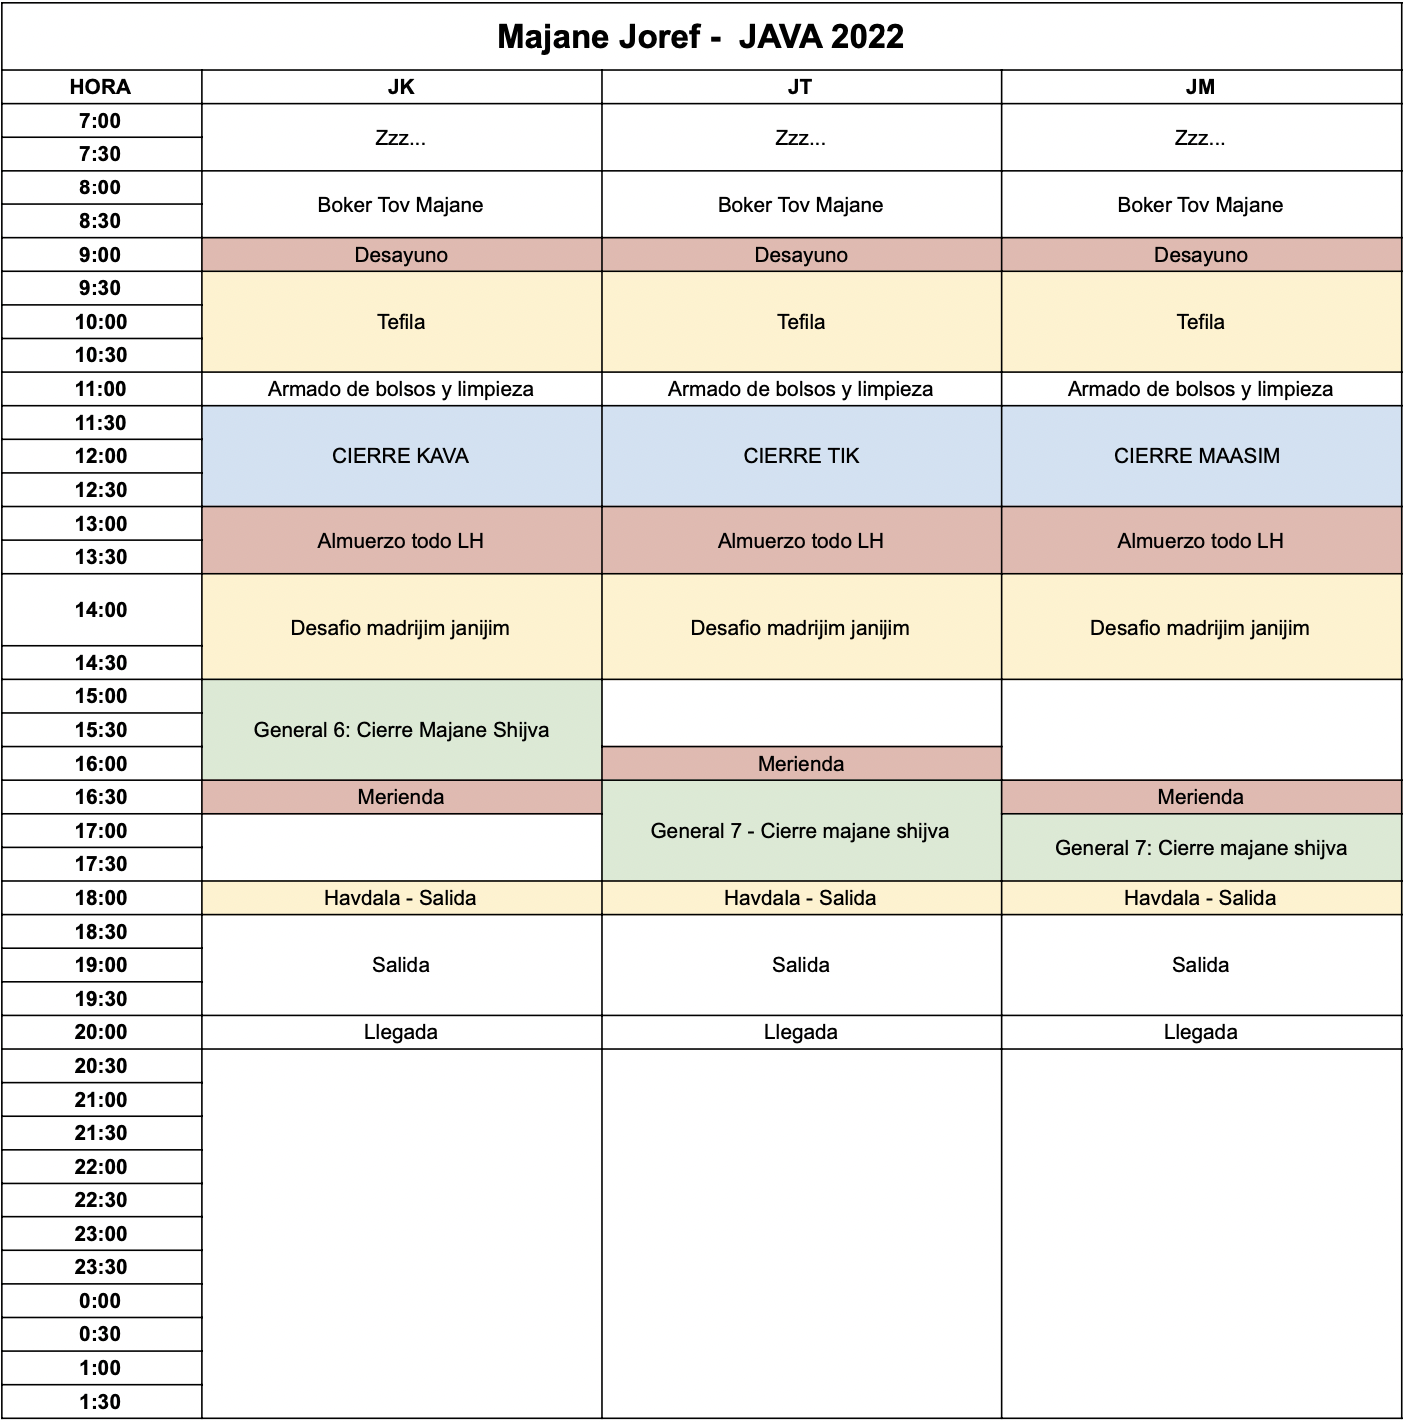 Majane Joref -  JAVA 2022
HORA JK JT JM
7:00
Zzz... Zzz... Zzz...
7:30
8:00
Boker Tov Majane Boker Tov Majane Boker Tov Majane
8:30
9:00 Desayuno Desayuno Desayuno
9:30
10:00 Tefila Tefila Tefila
10:30
11:00 Armado de bolsos y limpieza Armado de bolsos y limpieza Armado de bolsos y limpieza
11:30
12:00 CIERRE KAVA CIERRE TIK CIERRE MAASIM
12:30
13:00
Almuerzo todo LH Almuerzo todo LH Almuerzo todo LH
13:30
14:00
Desafio madrijim janijim Desafio madrijim janijim Desafio madrijim janijim
14:30
15:00
15:30 General 6: Cierre Majane Shijva
16:00 Merienda
16:30 Merienda Merienda
17:00 General 7 - Cierre majane shijva
General 7: Cierre majane shijva
17:30
18:00 Havdala - Salida Havdala - Salida Havdala - Salida
18:30
19:00 Salida Salida Salida
19:30
20:00 Llegada Llegada Llegada
20:30
21:00
21:30
22:00
22:30
23:00
23:30
0:00
0:30
1:00
1:30